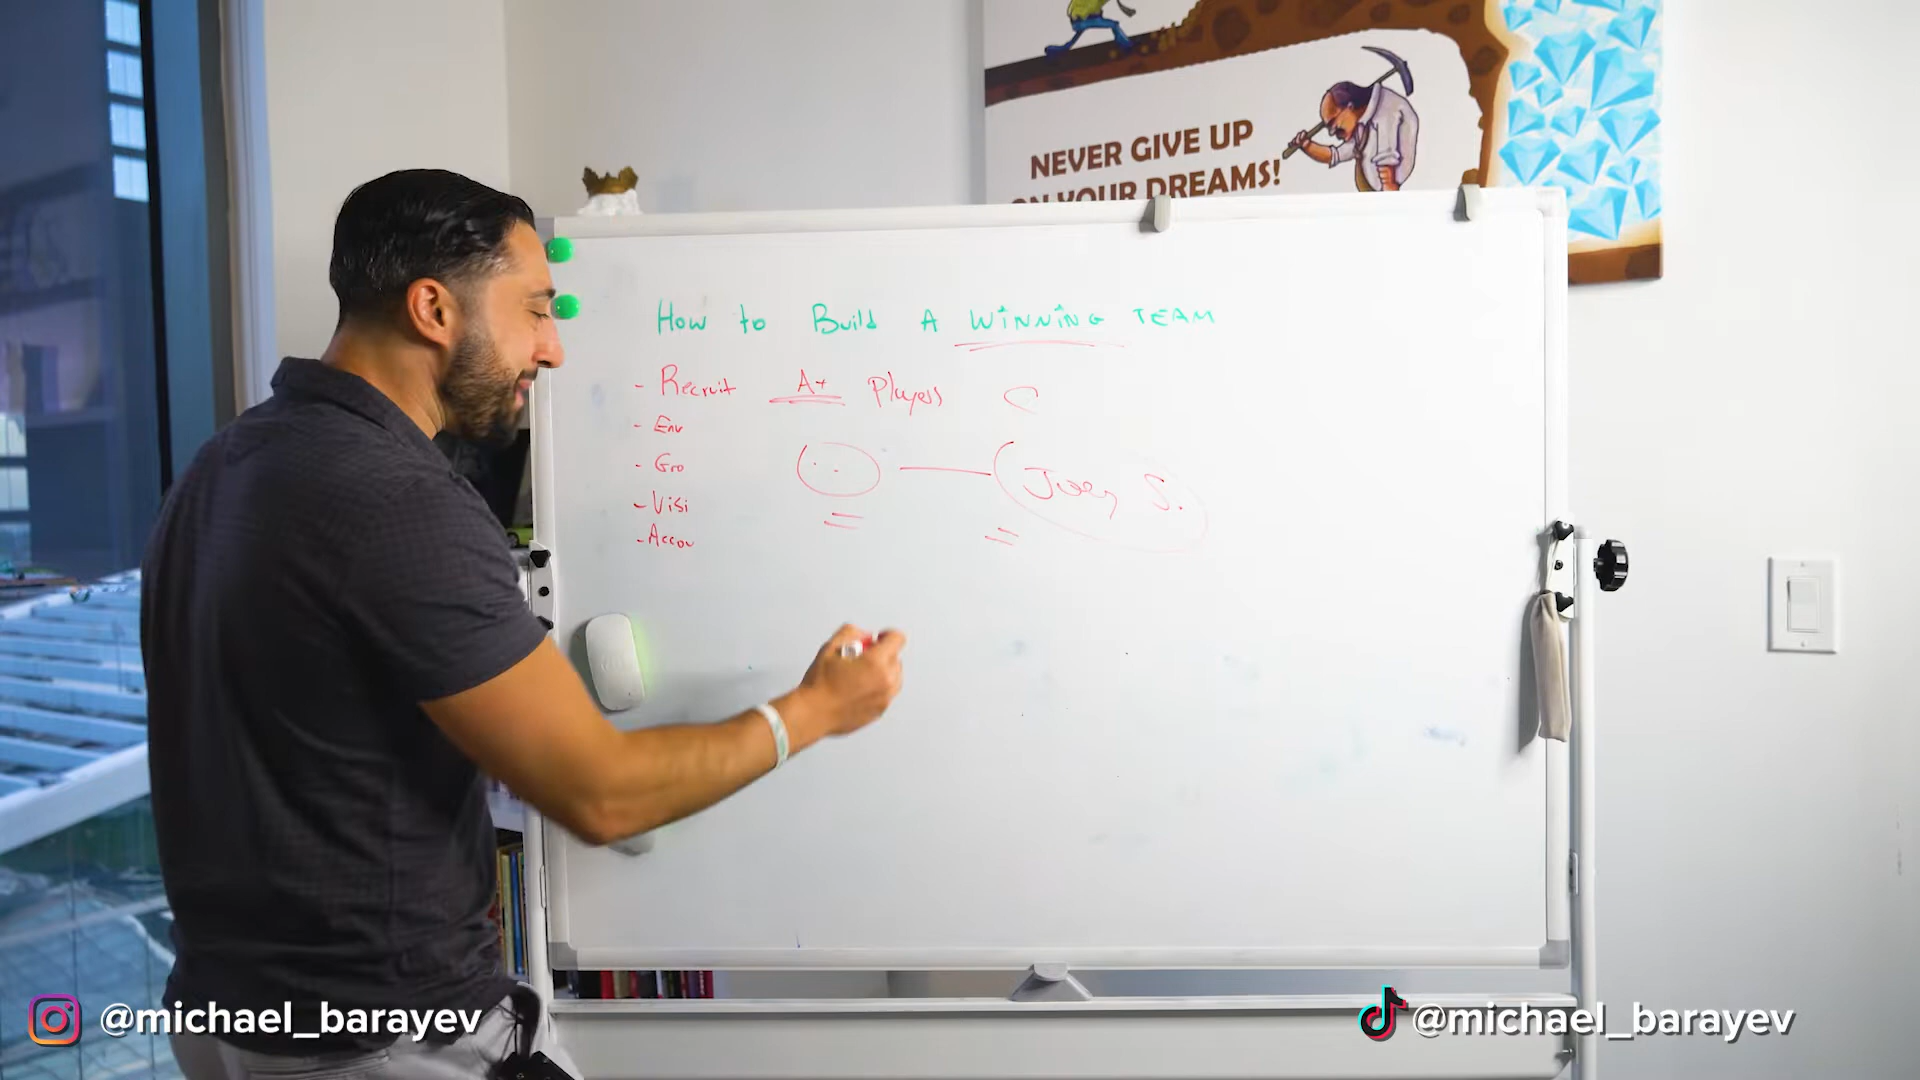 NEVER GIVE UP
ON YOUR DREAMS!
How to Build A WINNING TEAM
- Recruit A+ Players C
- Env
- Gro
- Visi
- Accou
Joey S.
@michael_barayev
@michael_barayev